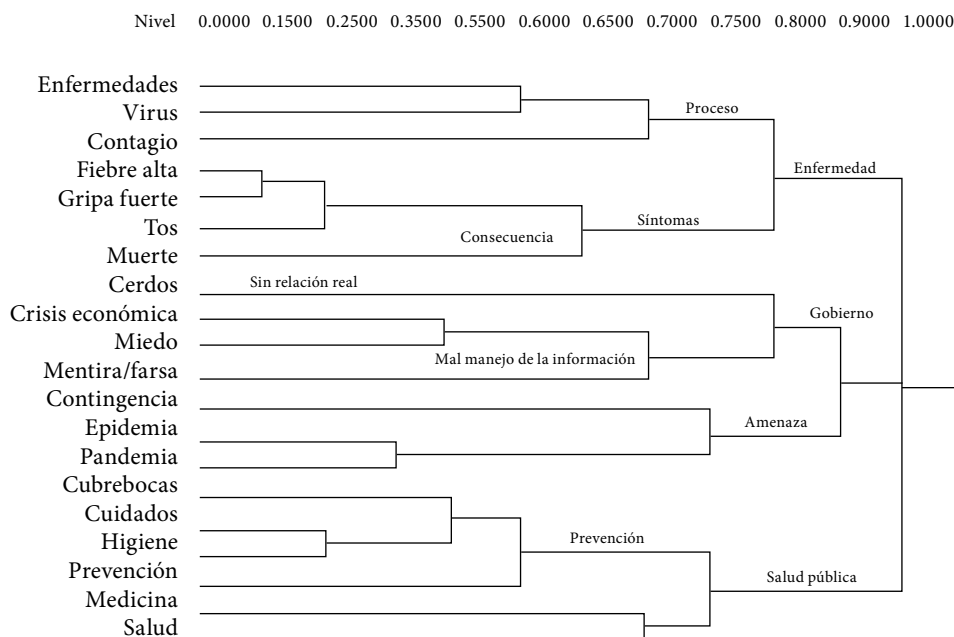 Nivel 0.0000 0.1500 0.2500 0.3500 0.5500 0.6000 0.6500 0.7000 0.7500 0.8000 0.9000 1.0000
Enfermedades
Virus
Proceso
Contagio
Fiebre alta
Enfermedad
Gripa fuerte
Tos
Síntomas
Consecuencia
Muerte
Cerdos
Sin relación real
Crisis económica
Gobierno
Miedo
Mal manejo de la información
Mentira/farsa
Contingencia
Epidemia
Amenaza
Pandemia
Cubrebocas
Cuidados
Higiene
Prevención
Prevención
Salud pública
Medicina
Salud